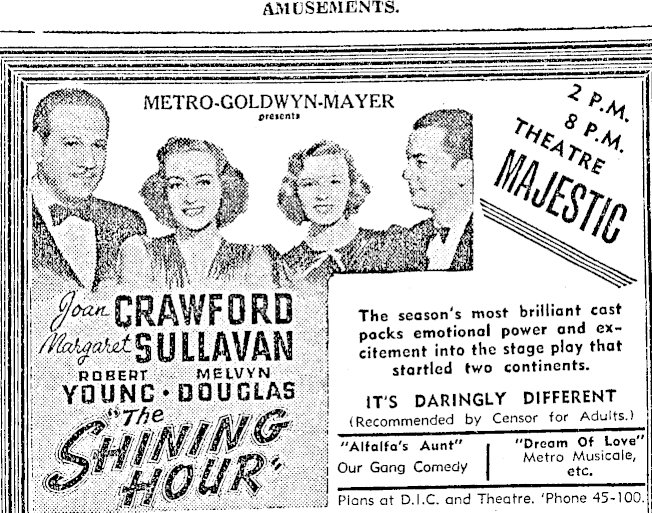 AMUSEMENTS.
METRO-GOLDWYN-MAYER
presents
2 P.M.
8 P.M.
THEATRE
MAJESTIC
Joan CRAWFORD
Margaret SULLAVAN
ROBERT MELVYN
YOUNG • DOUGLAS
"The
SHINING
HOUR"
The season's most brilliant cast
packs emotional power and ex-
citement into the stage play that
startled two continents.
IT'S DARINGLY DIFFERENT
(Recommended by Censor for Adults.)
"Alfalfa's Aunt"
Our Gang Comedy
"Dream Of Love"
Metro Musicale,
etc.
Plans at D.I.C. and Theatre. 'Phone 45-100.